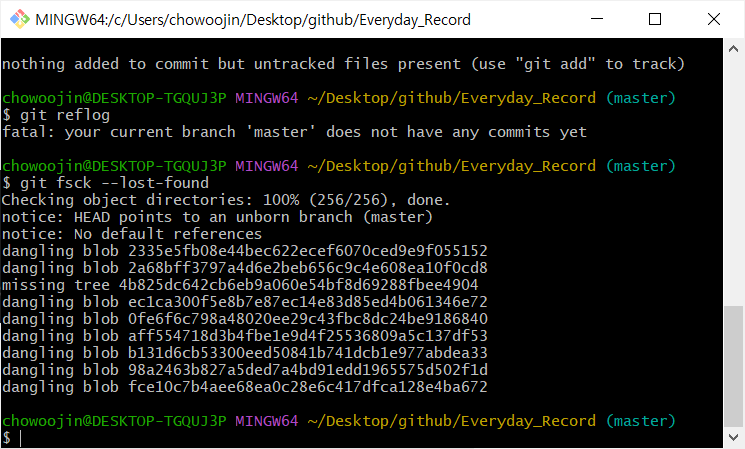 MINGW64:/c/Users/chowoojin/Desktop/github/Everyday_Record
nothing added to commit but untracked files present (use "git add" to track)
chowoojin@DESKTOP-TGQUJ3P MINGW64 ~/Desktop/github/Everyday_Record (master)
$ git reflog
fatal: your current branch 'master' does not have any commits yet
chowoojin@DESKTOP-TGQUJ3P MINGW64 ~/Desktop/github/Everyday_Record (master)
$ git fsck --lost-found
Checking object directories: 100% (256/256), done.
notice: HEAD points to an unborn branch (master)
notice: No default references
dangling blob 2335e5fb08e44bec622ecef6070ced9e9f055152
dangling blob 2a68bff3797a4d6e2beb656c9c4e608ea10f0cd8
missing tree 4b825dc642cb6eb9a060e54bf8d69288fbee4904
dangling blob ec1ca300f5e8b7e87ec14e83d85ed4b061346e72
dangling blob 0fe6f6c798a48020ee29c43fbc8dc24be9186840
dangling blob aff554718d3b4fbe1e9d4f25536809a5c137df53
dangling blob b131d6cb53300eed50841b741dcb1e977abdea33
dangling blob 98a2463b827a5ded7a4bd91edd1965575d502f1d
dangling blob fce10c7b4aee68ea0c28e6c417dfca128e4ba672
chowoojin@DESKTOP-TGQUJ3P MINGW64 ~/Desktop/github/Everyday_Record (master)
$